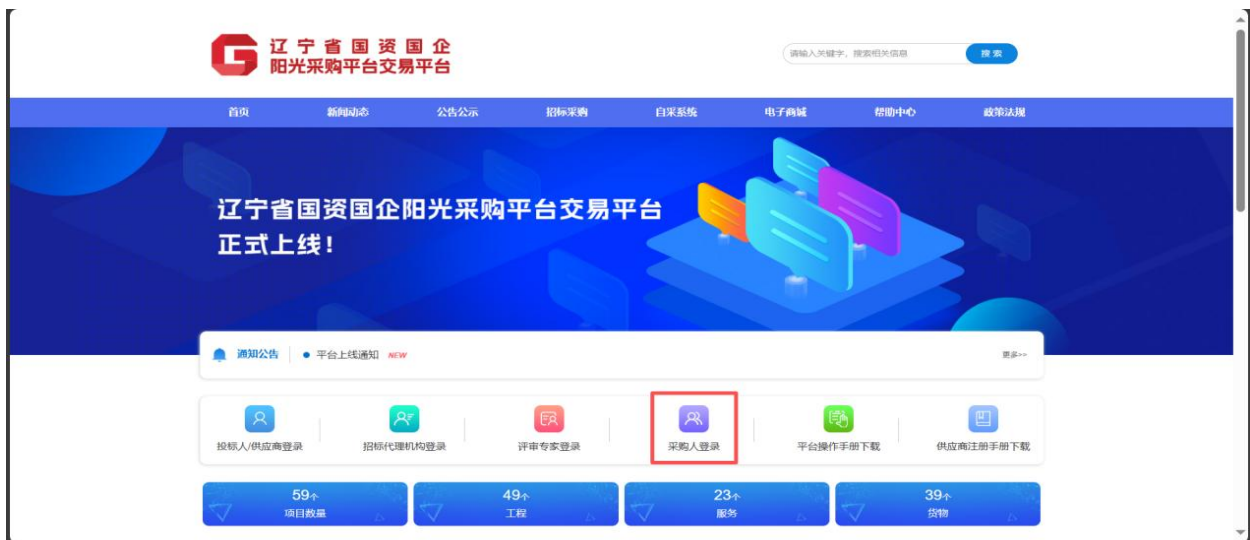 辽宁省国资国企
阳光采购平台交易平台
请输入关键字，搜索相关信息
搜索
首页 新闻动态 公告公示 招标采购 自采系统 电子商城 帮助中心 政策法规
辽宁省国资国企阳光采购平台交易平台
正式上线！
通知公告 平台上线通知 NEW 更多>>
投标人/供应商登录 招标代理机构登录 评审专家登录 采购人登录 平台操作手册下载 供应商注册手册下载
59个 49个 23个 39个
项目数量 工程 服务 货物